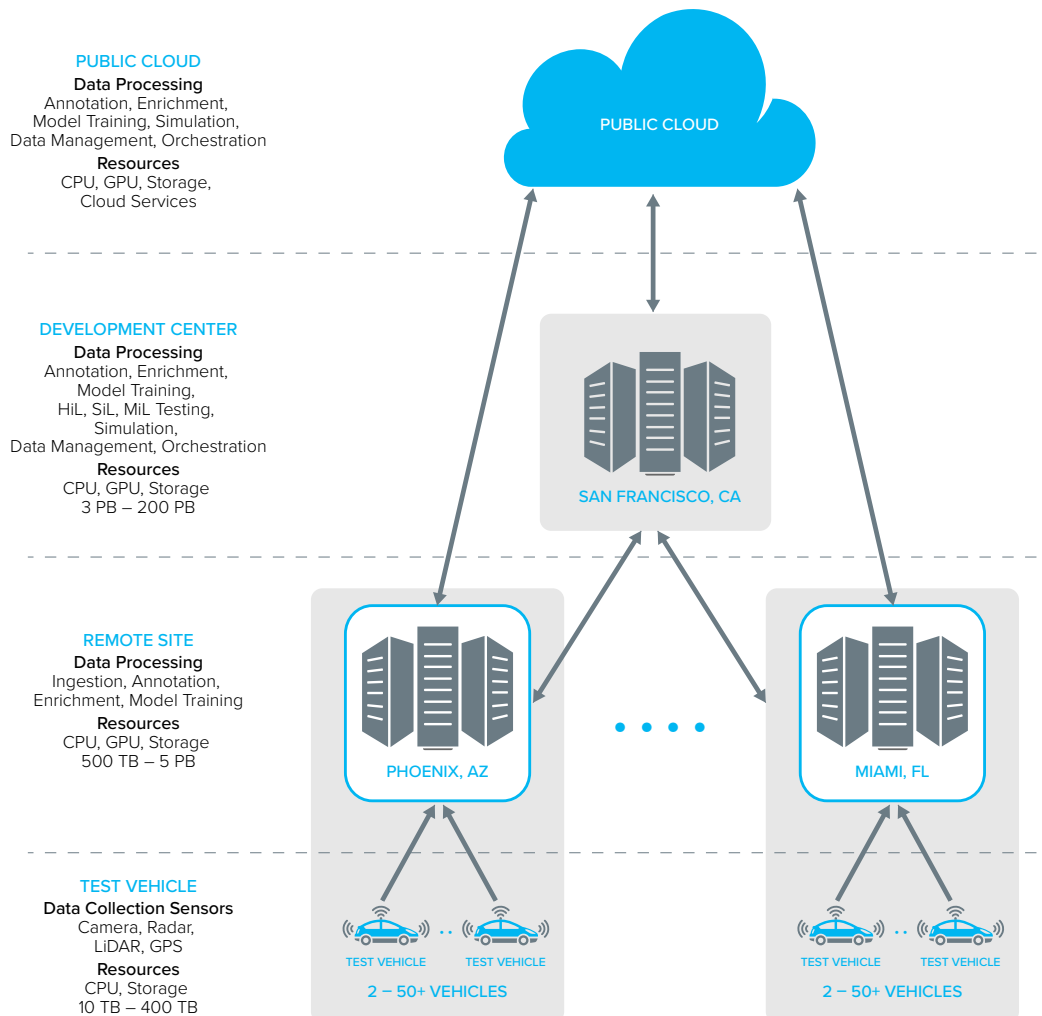 PUBLIC CLOUD
Data Processing
Annotation, Enrichment,
Model Training, Simulation,
Data Management, Orchestration
Resources
CPU, GPU, Storage,
Cloud Services
PUBLIC CLOUD
DEVELOPMENT CENTER
Data Processing
Annotation, Enrichment,
Model Training,
HiL, SiL, MiL Testing,
Simulation,
Data Management, Orchestration
Resources
CPU, GPU, Storage
3 PB – 200 PB
SAN FRANCISCO, CA
REMOTE SITE
Data Processing
Ingestion, Annotation,
Enrichment, Model Training
Resources
CPU, GPU, Storage
500 TB – 5 PB
PHOENIX, AZ
MIAMI, FL
TEST VEHICLE
Data Collection Sensors
Camera, Radar,
LiDAR, GPS
Resources
CPU, Storage
10 TB – 400 TB
TEST VEHICLE
TEST VEHICLE
2 – 50+ VEHICLES
TEST VEHICLE
TEST VEHICLE
2 – 50+ VEHICLES